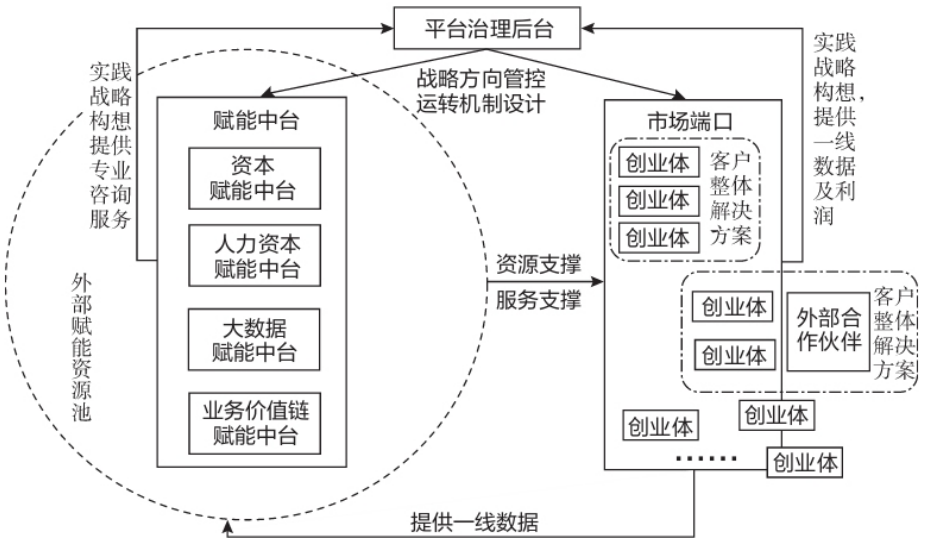 平台治理后台
战略方向管控
运转机制设计
实践
战略
构想
提供
专业
咨询
服务
实践
战略
构想，
提供
一线
数据
及利
润
赋能中台
资本
赋能中台
人力资本
赋能中台
大数据
赋能中台
业务价值链
赋能中台
外部赋能资源池
资源支撑
服务支撑
市场端口
创业体
创业体
创业体
客户
整体
解决
方案
创业体
创业体
外部合
作伙伴
客户
整体
解决
方案
创业体
创业体
创业体
······
提供一线数据